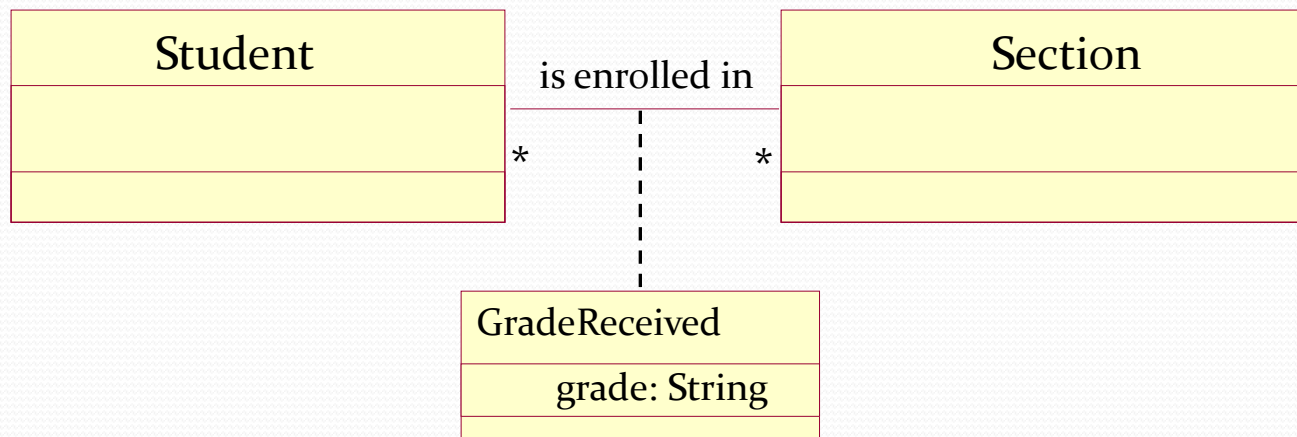 Student
Section
is enrolled in
*
*
GradeReceived
grade: String